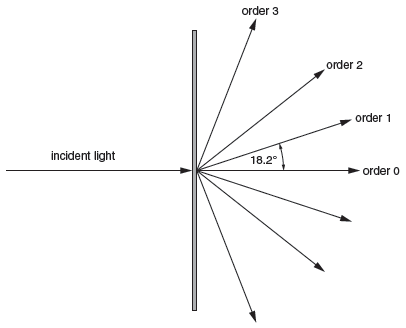 order 3
order 2
order 1
incident light
18.2°
order 0